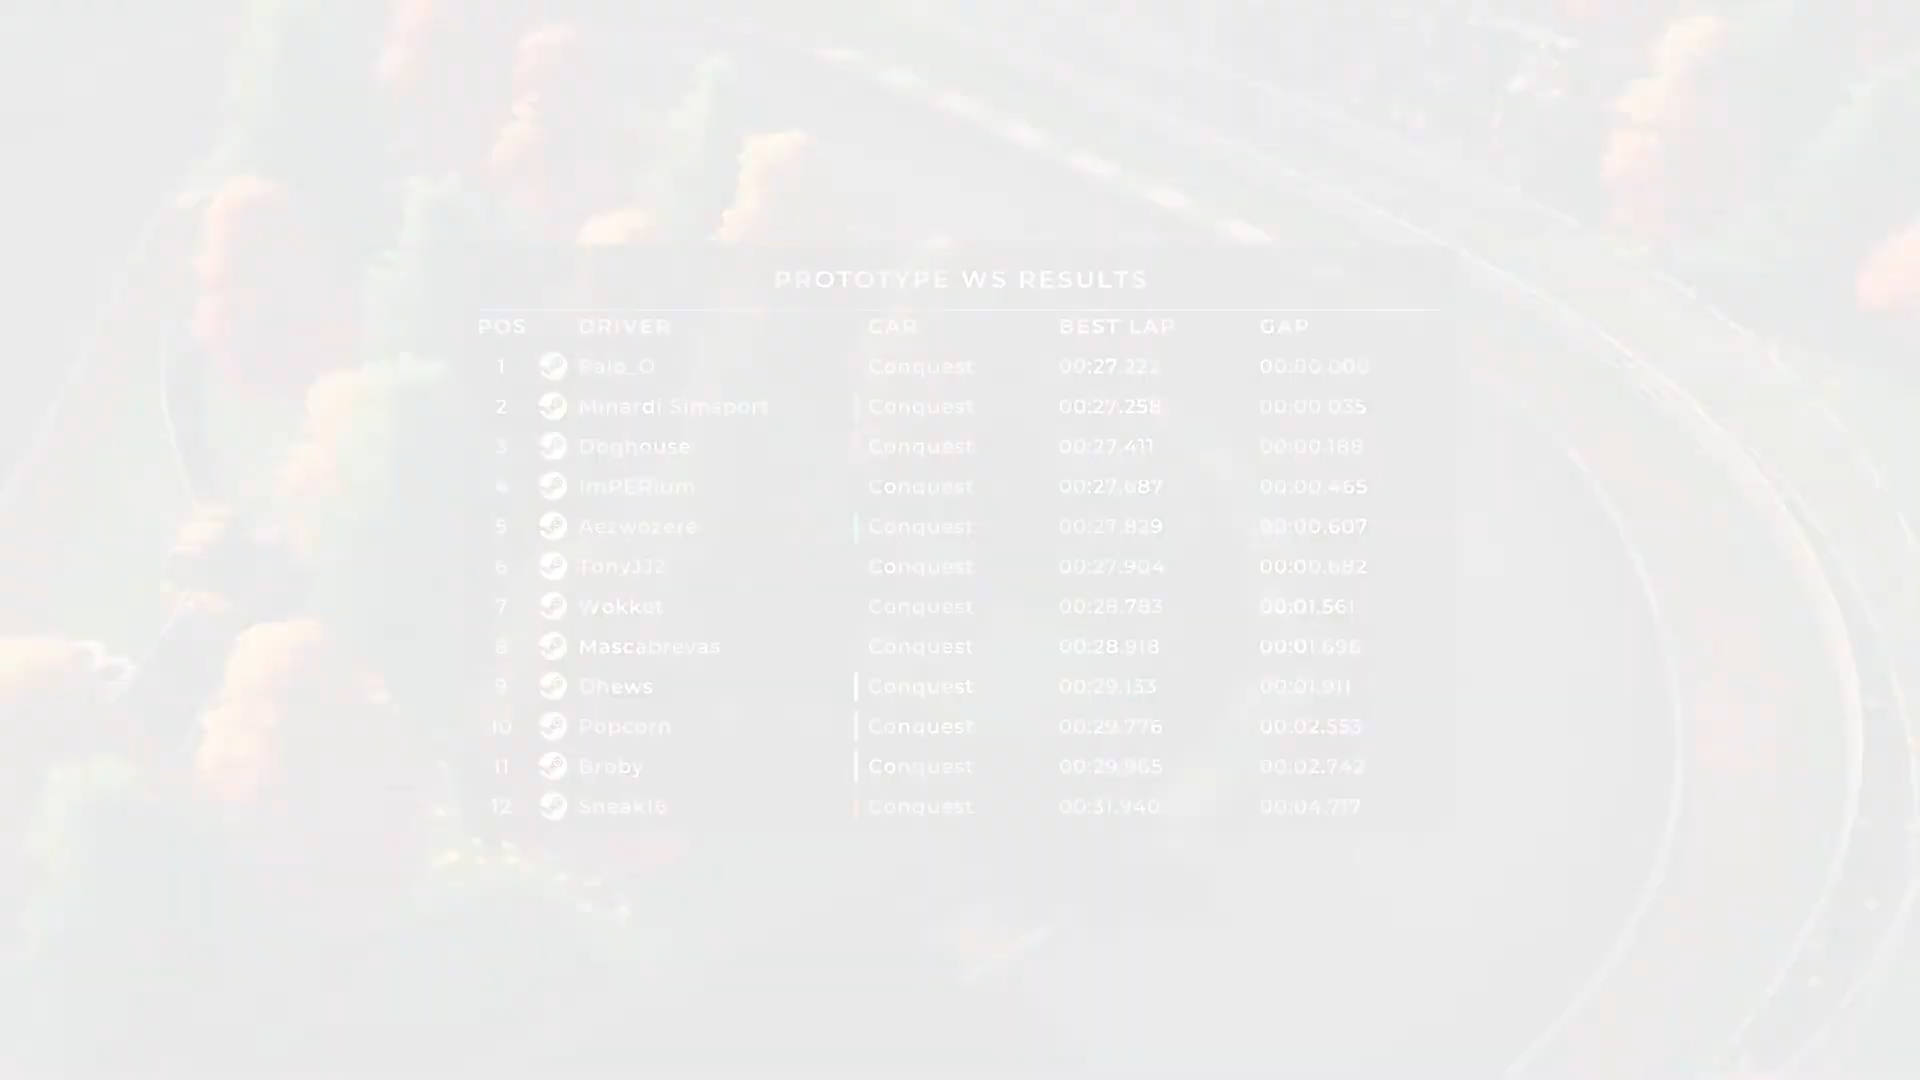 PROTOTYPE WS RESULTS
POS DRIVER CAR BEST LAP GAP
1 Palo_O Conquest 00:27.222 00:00.000
2 Minardi Simsport Conquest 00:27.258 00:00.035
3 Doghouse Conquest 00:27.411 00:00.188
4 ImPERium Conquest 00:27.687 00:00.465
5 Aezwozere Conquest 00:27.829 00:00.607
6 TonyJJ2 Conquest 00:27.904 00:00.682
7 Wokket Conquest 00:28.783 00:01.561
8 Mascabrevas Conquest 00:28.918 00:01.696
9 Dhews Conquest 00:29.133 00:01.911
10 Popcorn Conquest 00:29.776 00:02.553
11 Broby Conquest 00:29.965 00:02.742
12 Sneak16 Conquest 00:31.940 00:04.717